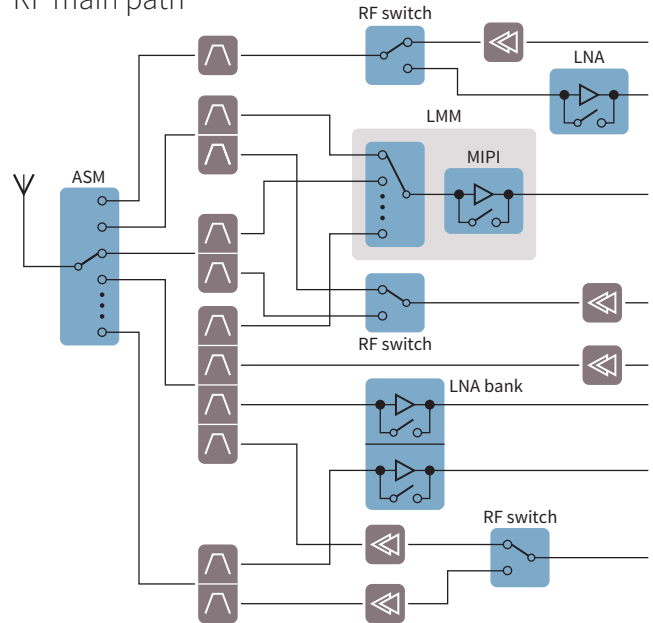 RF main path
RF switch
LNA
LMM
MIPI
ASM
RF switch
LNA bank
RF switch